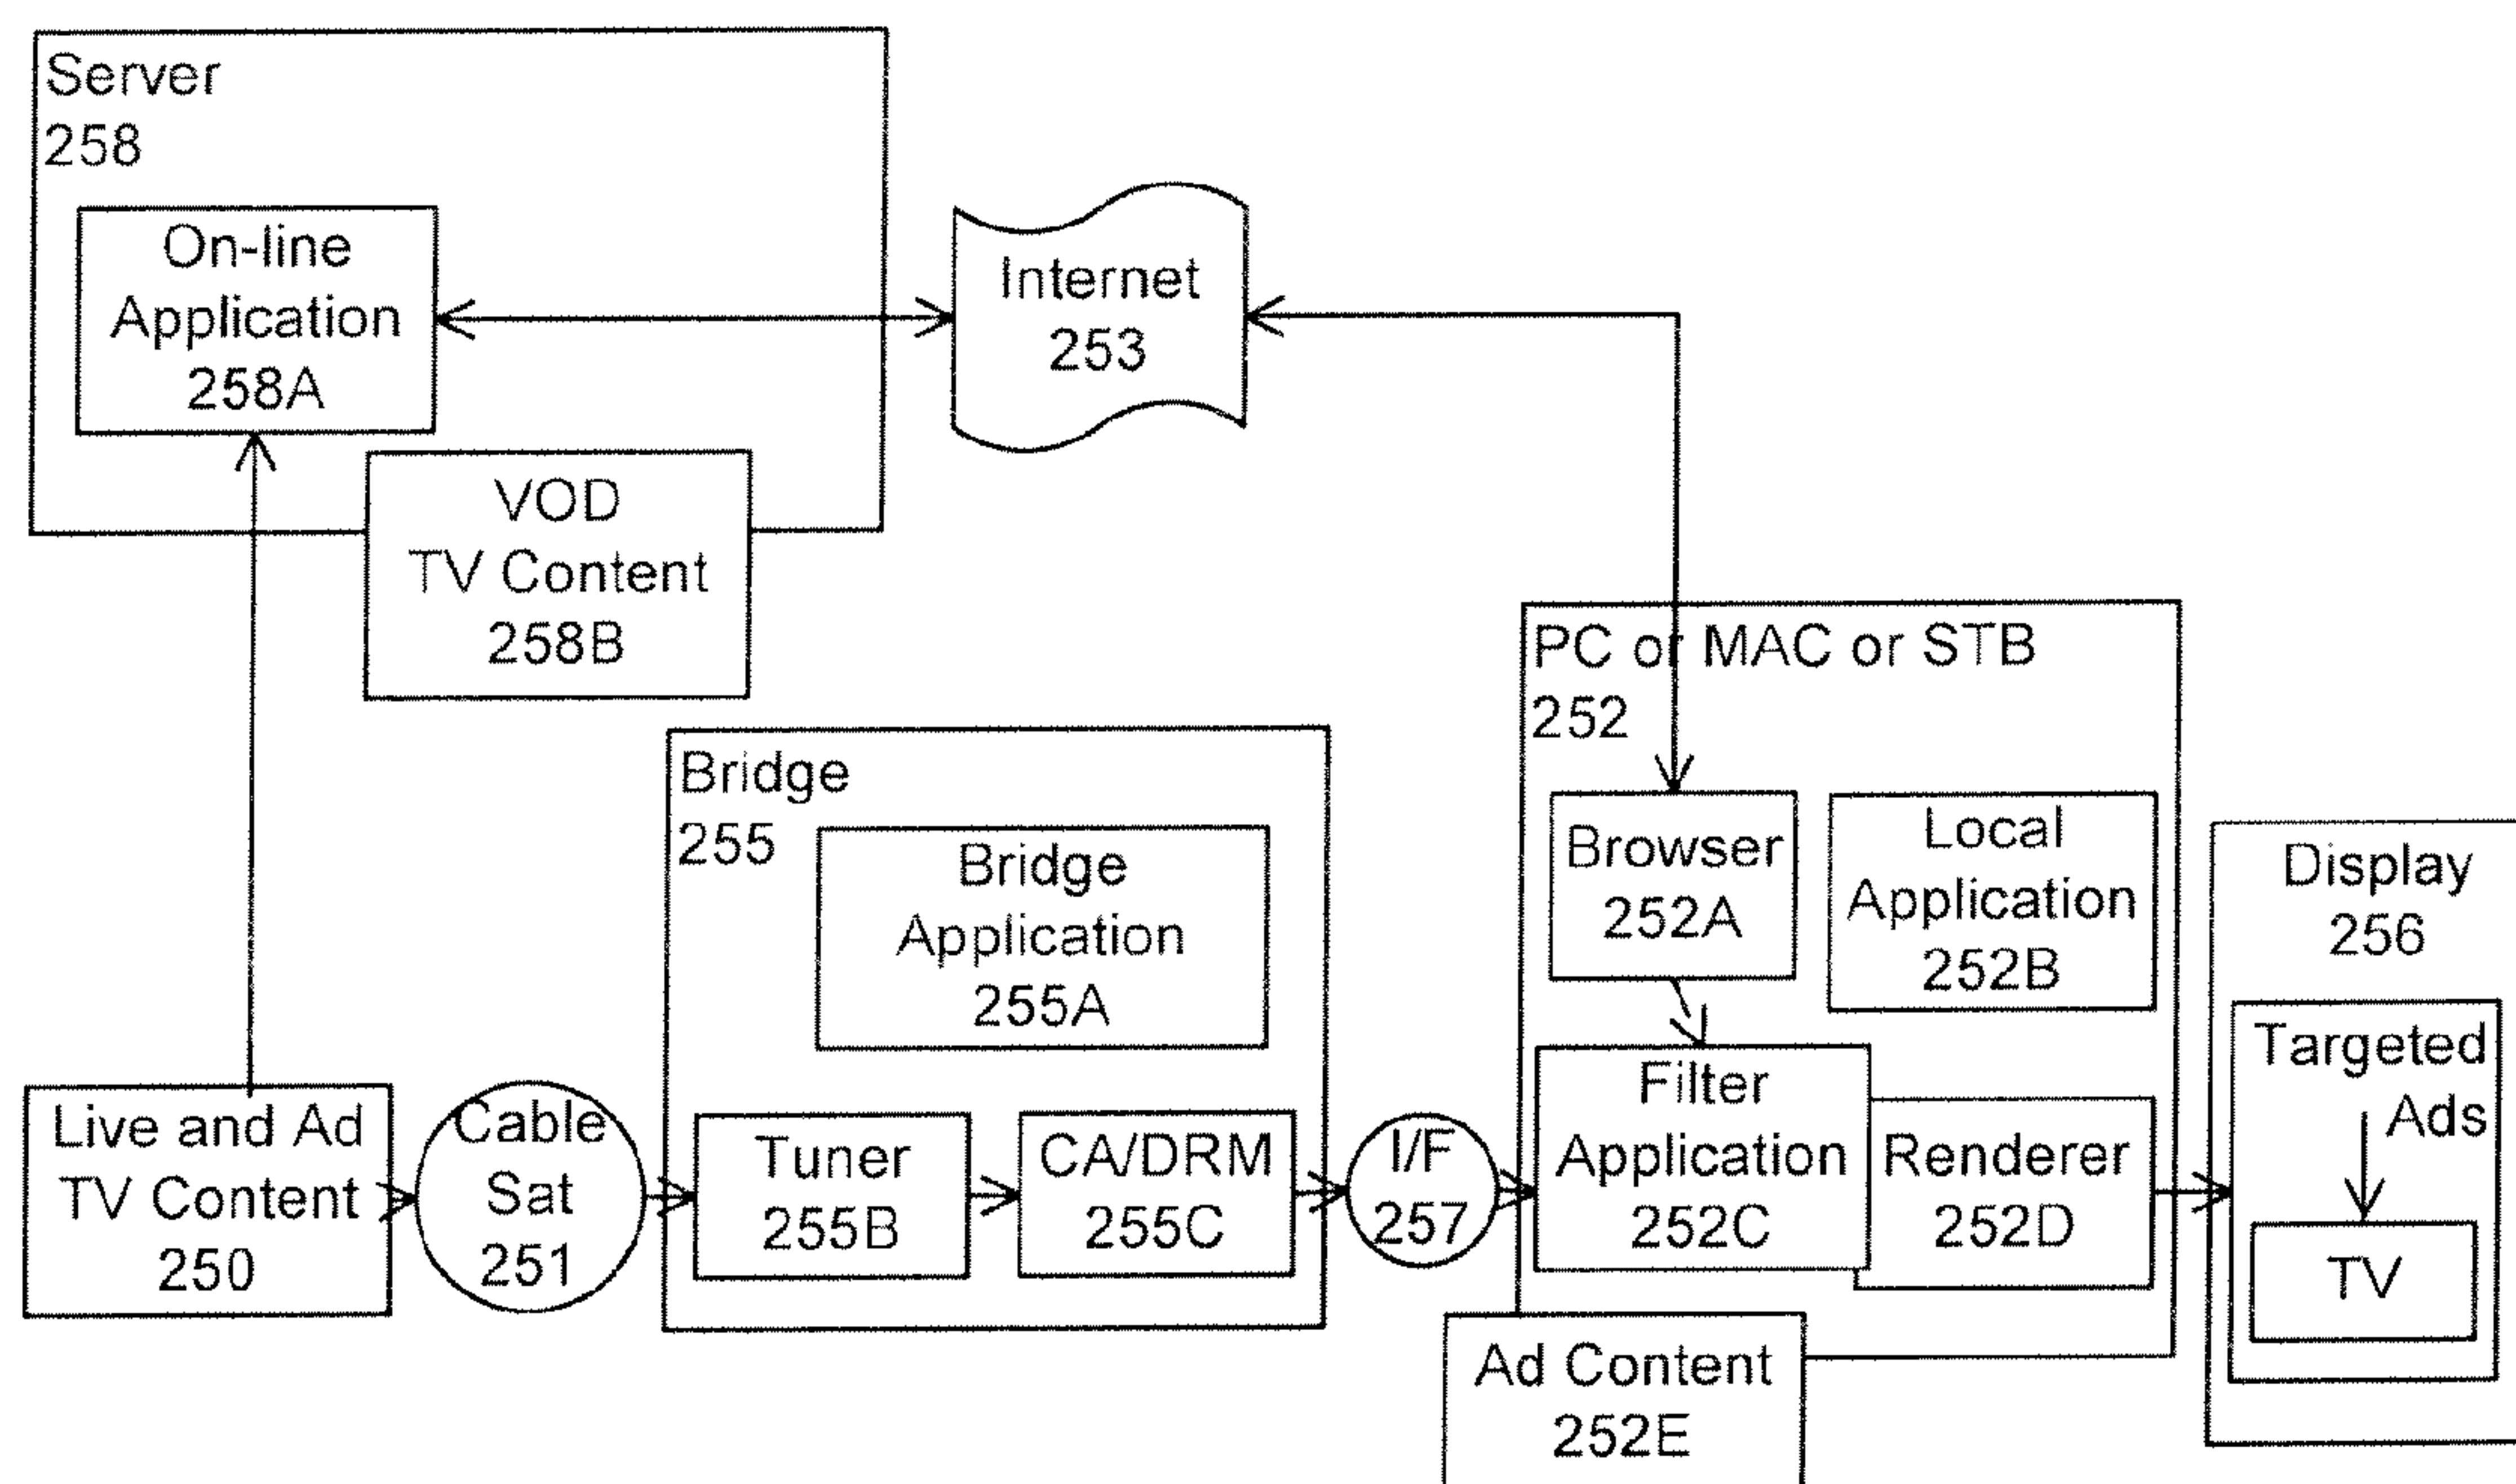 Server
258
On-line
Application
258A
Internet
253
VOD
TV Content
258B
PC or MAC or STB
252
Bridge
255
Bridge
Application
255A
Browser
252A
Local
Application
252B
Display
256
Live and Ad
TV Content
250
Cable
Sat
251
Tuner
255B
CA/DRM
255C
I/F
257
Filter
Application
252C
Renderer
252D
Targeted
Ads
TV
Ad Content
252E